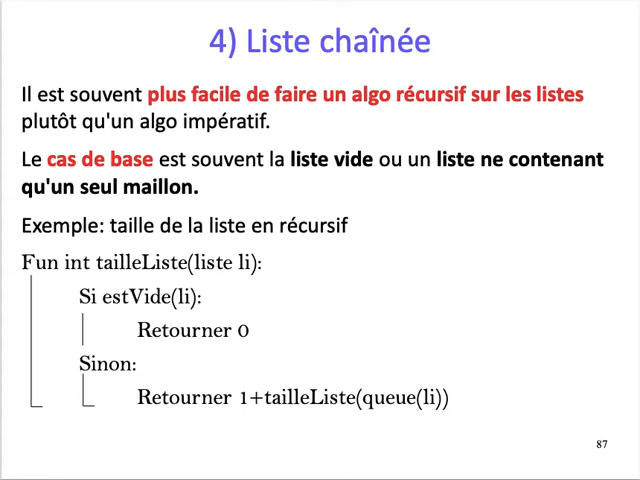 4) Liste chaînée
Il est souvent plus facile de faire un algo récursif sur les listes
plutôt qu'un algo impératif.
Le cas de base est souvent la liste vide ou un liste ne contenant
qu'un seul maillon.
Exemple: taille de la liste en récursif
Fun int tailleListe(liste li):
Si estVide(li):
Retourner 0
Sinon:
Retourner 1+tailleListe(queue(li))
87